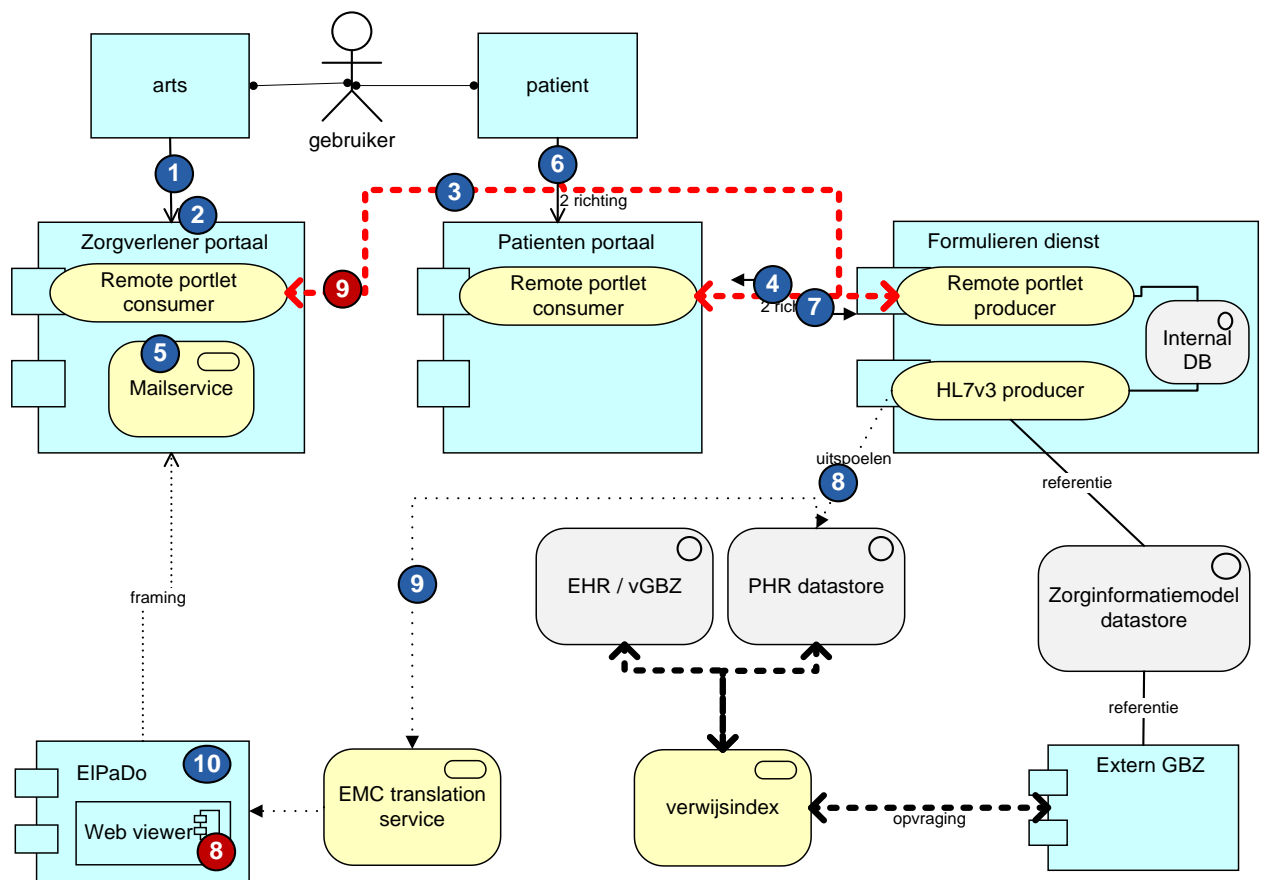 arts
patient
gebruiker
1
6
2
3
2 richting
Zorgverlener portaal
Patienten portaal
Formulieren dienst
Remote portlet
consumer
9
Remote portlet
consumer
4
2 rich
7
Remote portlet
producer
Internal
DB
5
Mailservice
HL7v3 producer
uitspoelen
8
referentie
9
framing
EHR / vGBZ
PHR datastore
Zorginformatiemodel
datastore
referentie
ElPaDo
10
Web viewer
8
EMC translation
service
verwijsindex
opvraging
Extern GBZ